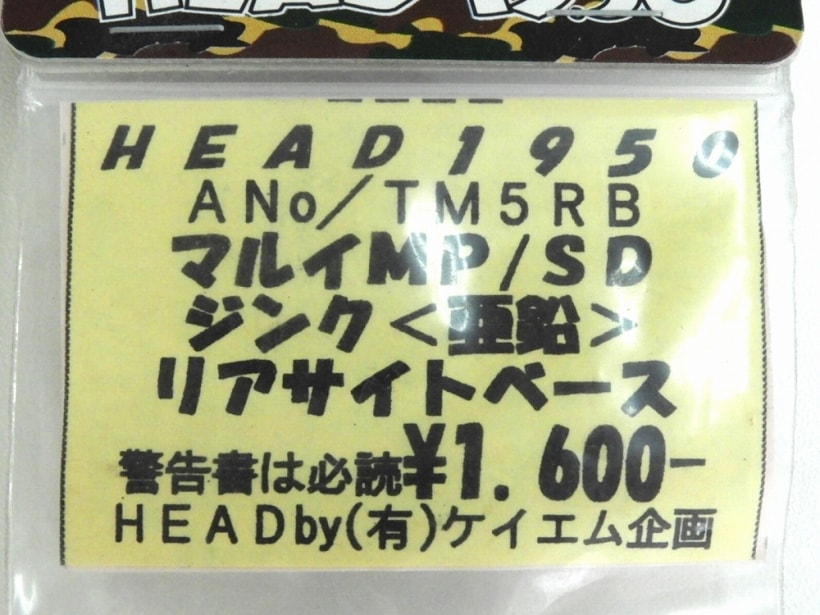 HEAD 1950
HEAD1950
ANo/TM5RB
マルイMP/SD
ジンク<亜鉛>
リアサイトベース
警告書は必読¥1.600-
HEADby(有)ケイエム企画